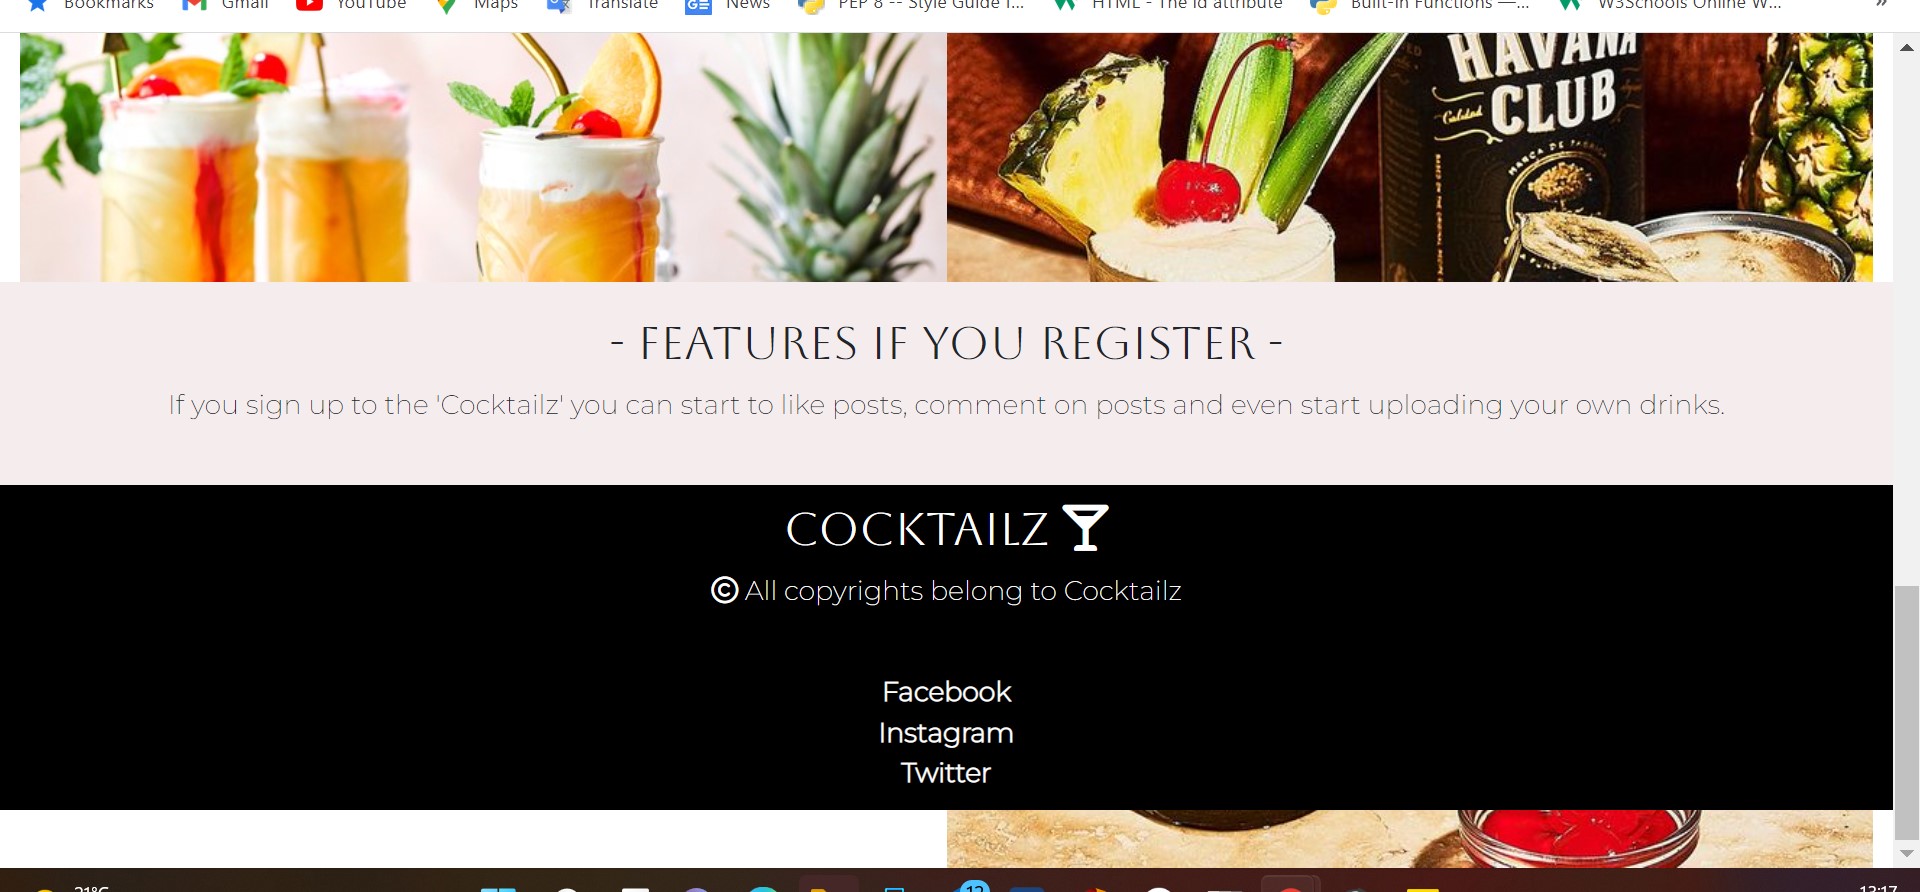 Bookmarks Gmail YouTube Maps Translate News PEP 8 -- Style Guide f... HTML - The id attribute Built-in Functions —... W3Schools Online W... »
HAVANA
CLUB
- FEATURES IF YOU REGISTER -
If you sign up to the 'Cocktailz' you can start to like posts, comment on posts and even start uploading your own drinks.
COCKTAILZ
© All copyrights belong to Cocktailz
Facebook
Instagram
Twitter
21°C 12 13:17